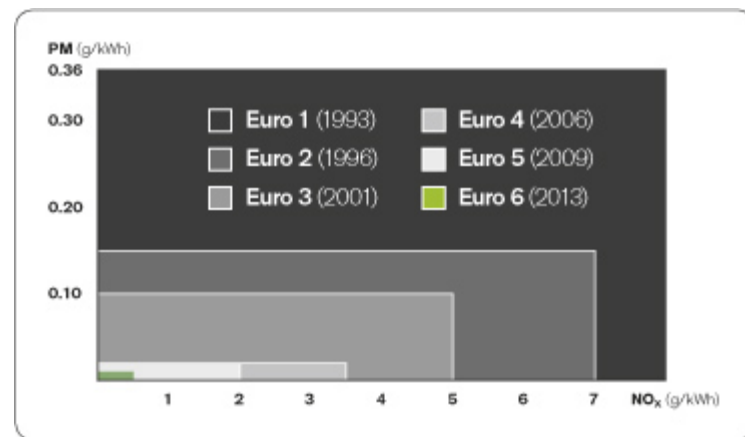 PM (g/kWh)
0.36
0.30
0.20
0.10
Euro 1 (1993)
Euro 2 (1996)
Euro 3 (2001)
Euro 4 (2006)
Euro 5 (2009)
Euro 6 (2013)
1 2 3 4 5 6 7 NOx (g/kWh)